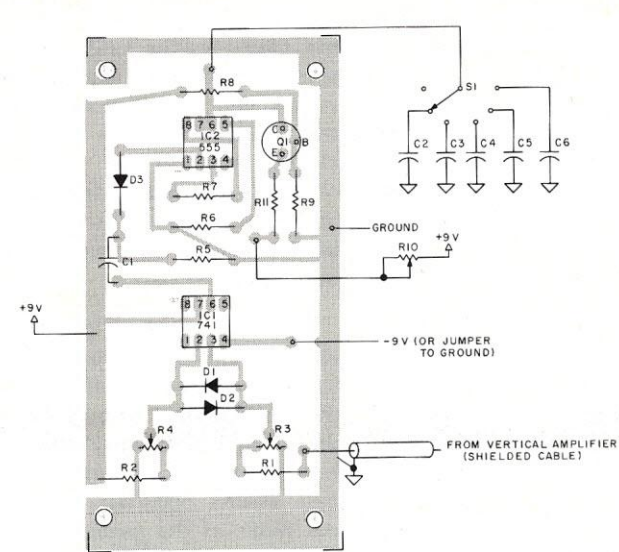 R8
S1
8 7 6 5
IC2
555
1 2 3 4
C
Q1 B
E
C2 C3 C4 C5 C6
D3
R7
R11 R9
R6
GROUND
R5
R10
+9V
C1
+9V
8 7 6 5
IC1
741
1 2 3 4
-9V (OR JUMPER
TO GROUND)
D1
D2
R4
R3
R2
R1
FROM VERTICAL AMPLIFIER
(SHIELDED CABLE)